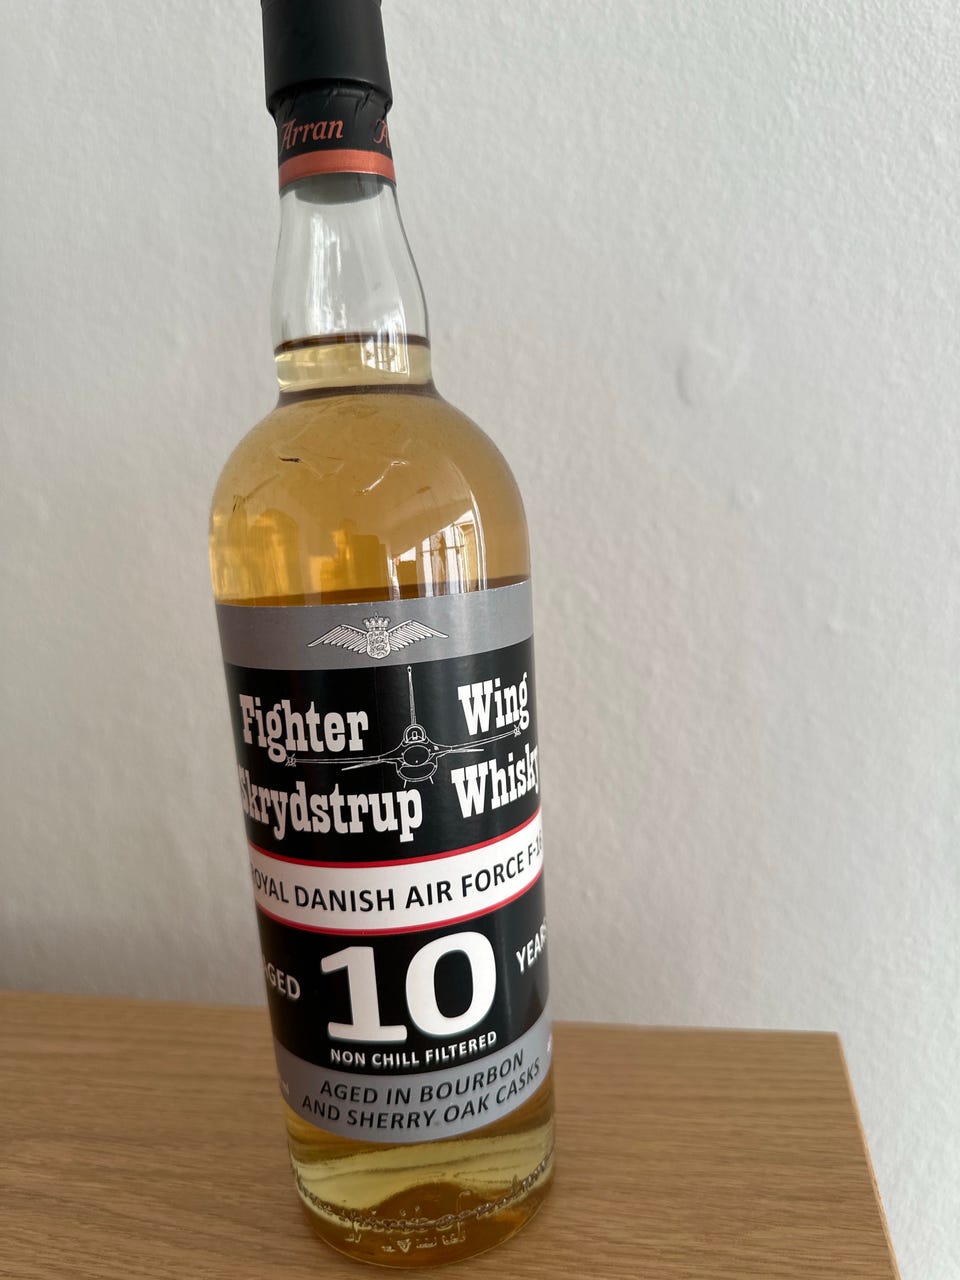 Arran
Fighter Wing
Skrydstrup Whisky
ROYAL DANISH AIR FORCE F-16
AGED 10 YEARS
NON CHILL FILTERED
AGED IN BOURBON
AND SHERRY OAK CASKS